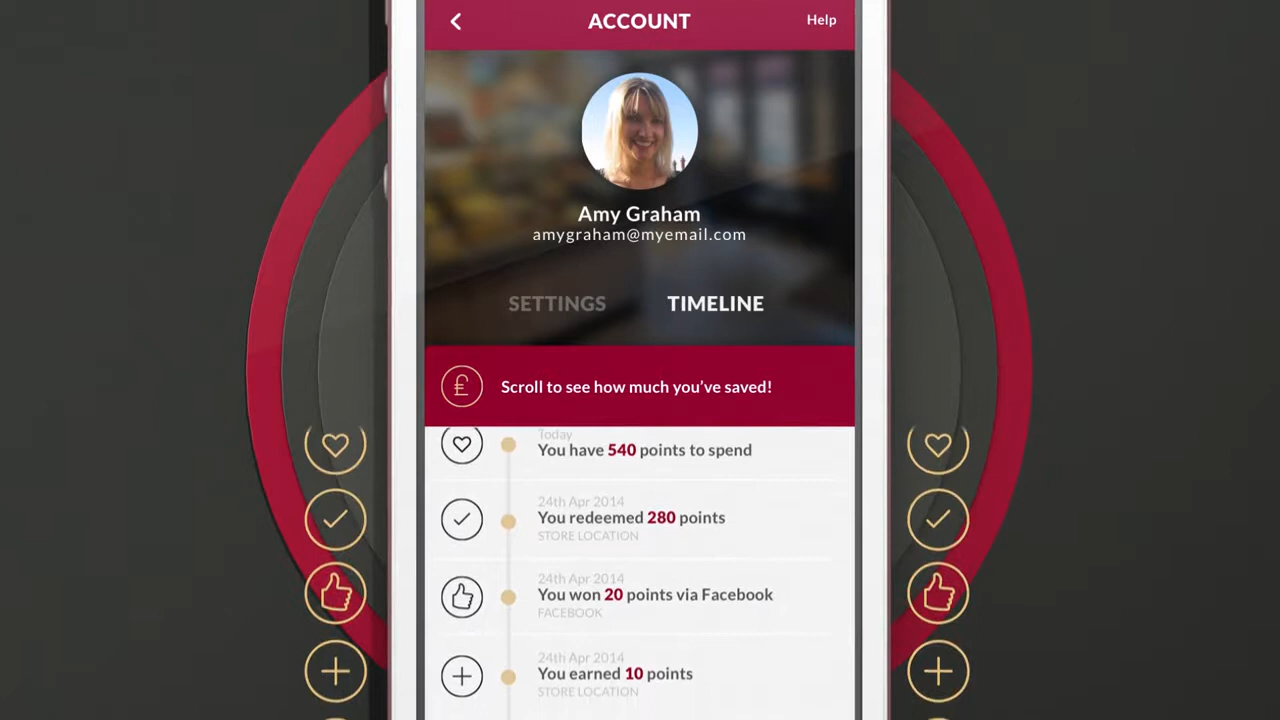 ACCOUNT
Help
Amy Graham
amygraham@myemail.com
SETTINGS
TIMELINE
£
Scroll to see how much you've saved!
Today
You have 540 points to spend
24th Apr 2014
You redeemed 280 points
STORE LOCATION
24th Apr 2014
You won 20 points via Facebook
FACEBOOK
24th Apr 2014
You earned 10 points
STORE LOCATION